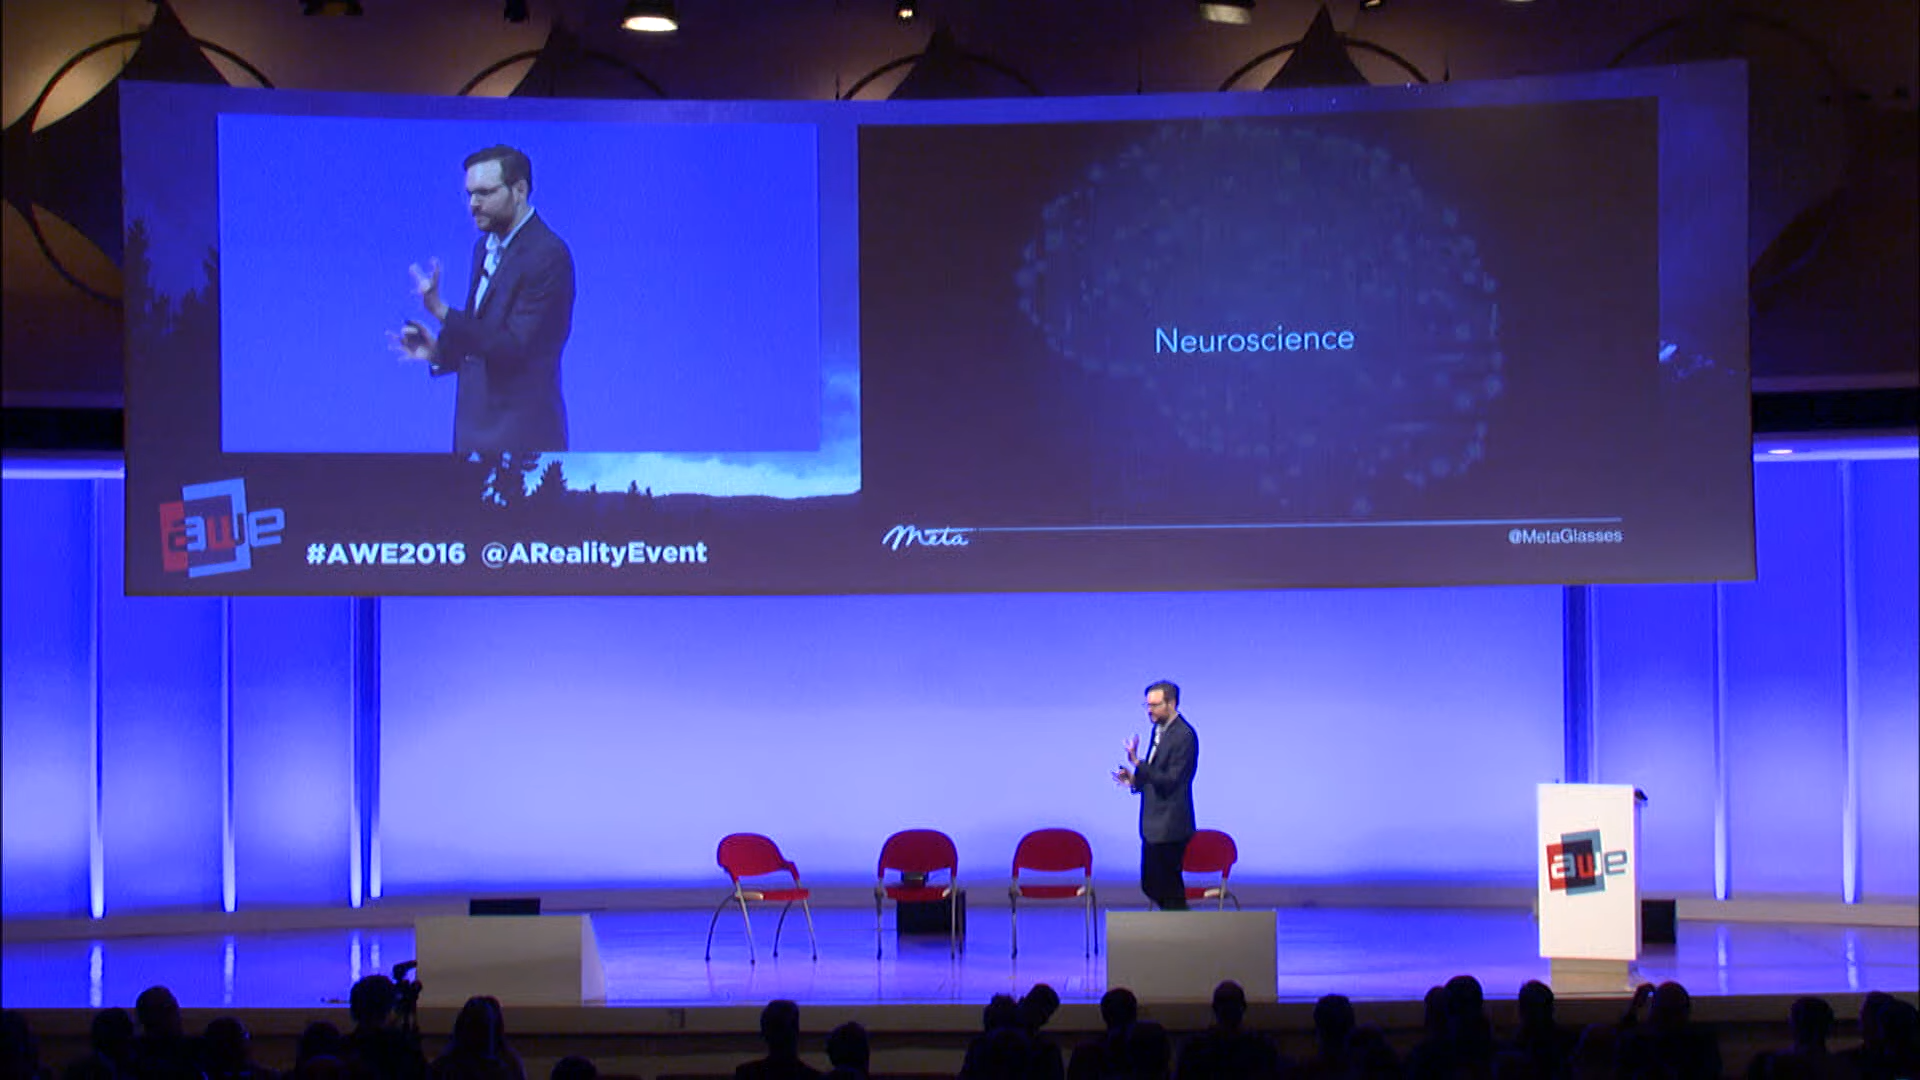 Neuroscience
Meta
@MetaGlasses
awe
#AWE2016 @ARealityEvent
awe